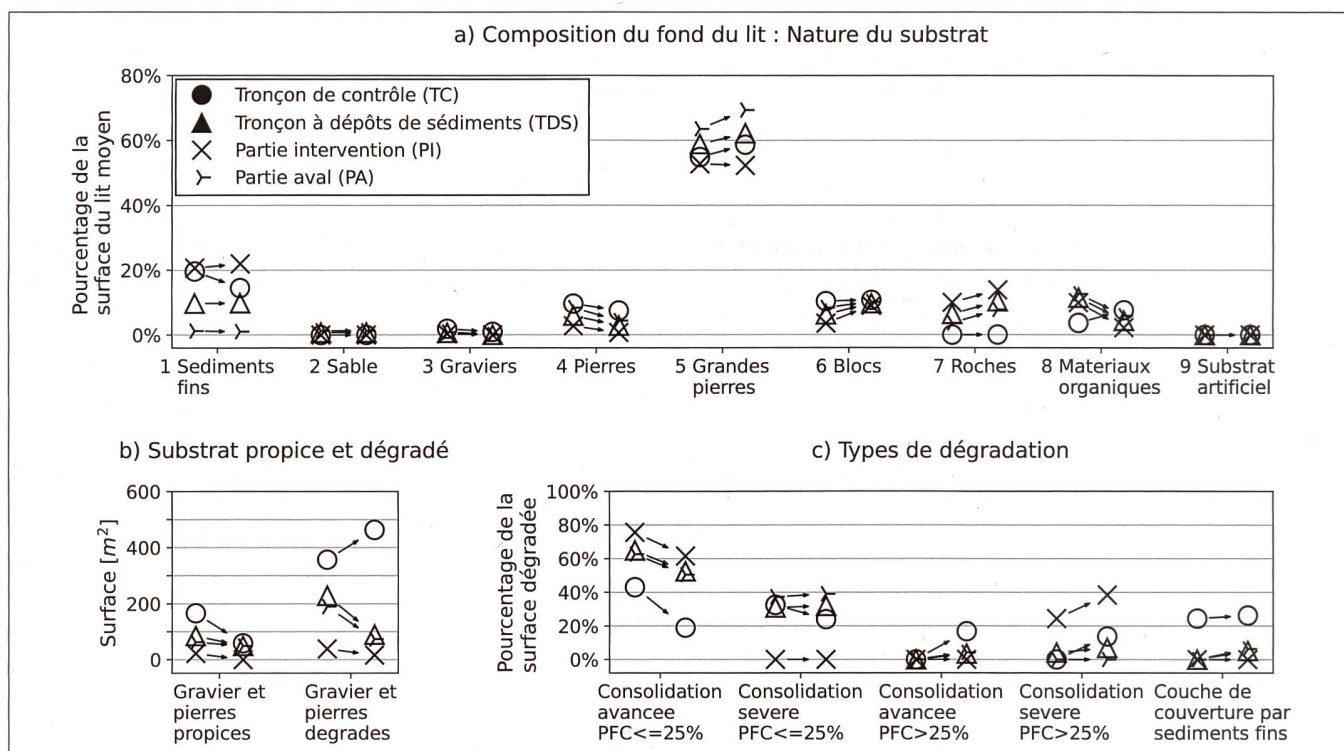 a) Composition du fond du lit : Nature du substrat
Pourcentage de la
surface du lit moyen
80%
60%
40%
20%
0%
Tronçon de contrôle (TC)
Tronçon à dépôts de sédiments (TDS)
Partie intervention (PI)
Partie aval (PA)
1 Sediments
fins
2 Sable
3 Graviers
4 Pierres
5 Grandes
pierres
6 Blocs
7 Roches
8 Materiaux
organiques
9 Substrat
artificiel
b) Substrat propice et dégradé
Surface [m²]
600
400
200
0
Gravier et
pierres
propices
Gravier et
pierres
degrades
c) Types de dégradation
Pourcentage de la
surface dégradée
100%
80%
60%
40%
20%
0%
Consolidation
avancee
PFC<=25%
Consolidation
severe
PFC<=25%
Consolidation
avancee
PFC>25%
Consolidation
severe
PFC>25%
Couche de
couverture par
sediments fins